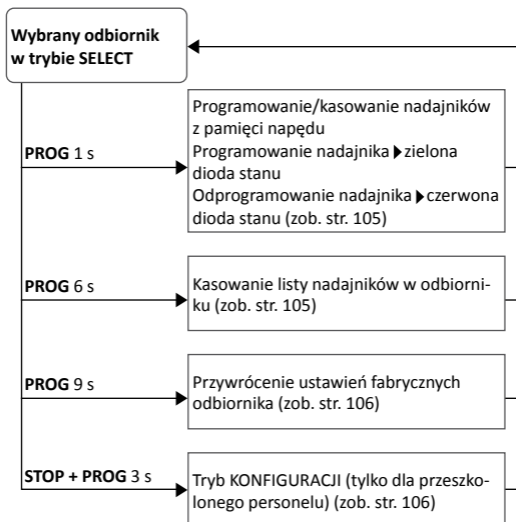 Wybrany odbiornik
w trybie SELECT
PROG 1 s
Programowanie/kasowanie nadajników
z pamięci napędu
Programowanie nadajnika ▶ zielona
dioda stanu
Odprogramowanie nadajnika ▶ czerwona
dioda stanu (zob. str. 105)
PROG 6 s
Kasowanie listy nadajników w odbiorni-
ku (zob. str. 105)
PROG 9 s
Przywrócenie ustawień fabrycznych
odbiornika (zob. str. 106)
STOP + PROG 3 s
Tryb KONFIGURACJI (tylko dla przeszko-
lonego personelu) (zob. str. 106)